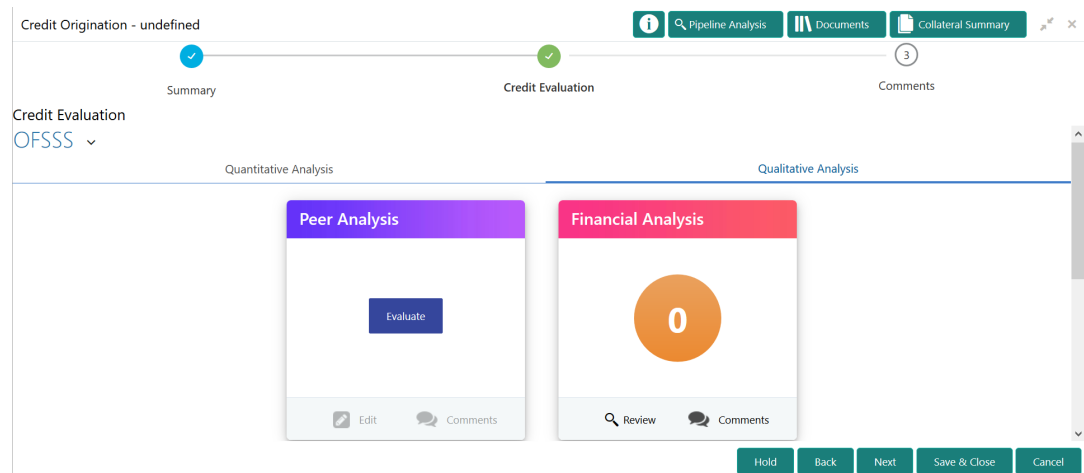 Credit Origination - undefined
Pipeline Analysis
Documents
Collateral Summary
3
Summary
Credit Evaluation
Comments
Credit Evaluation
OFSSS
Quantitative Analysis
Qualitative Analysis
Peer Analysis
Financial Analysis
Evaluate
0
Edit
Comments
Review
Comments
Hold
Back
Next
Save & Close
Cancel